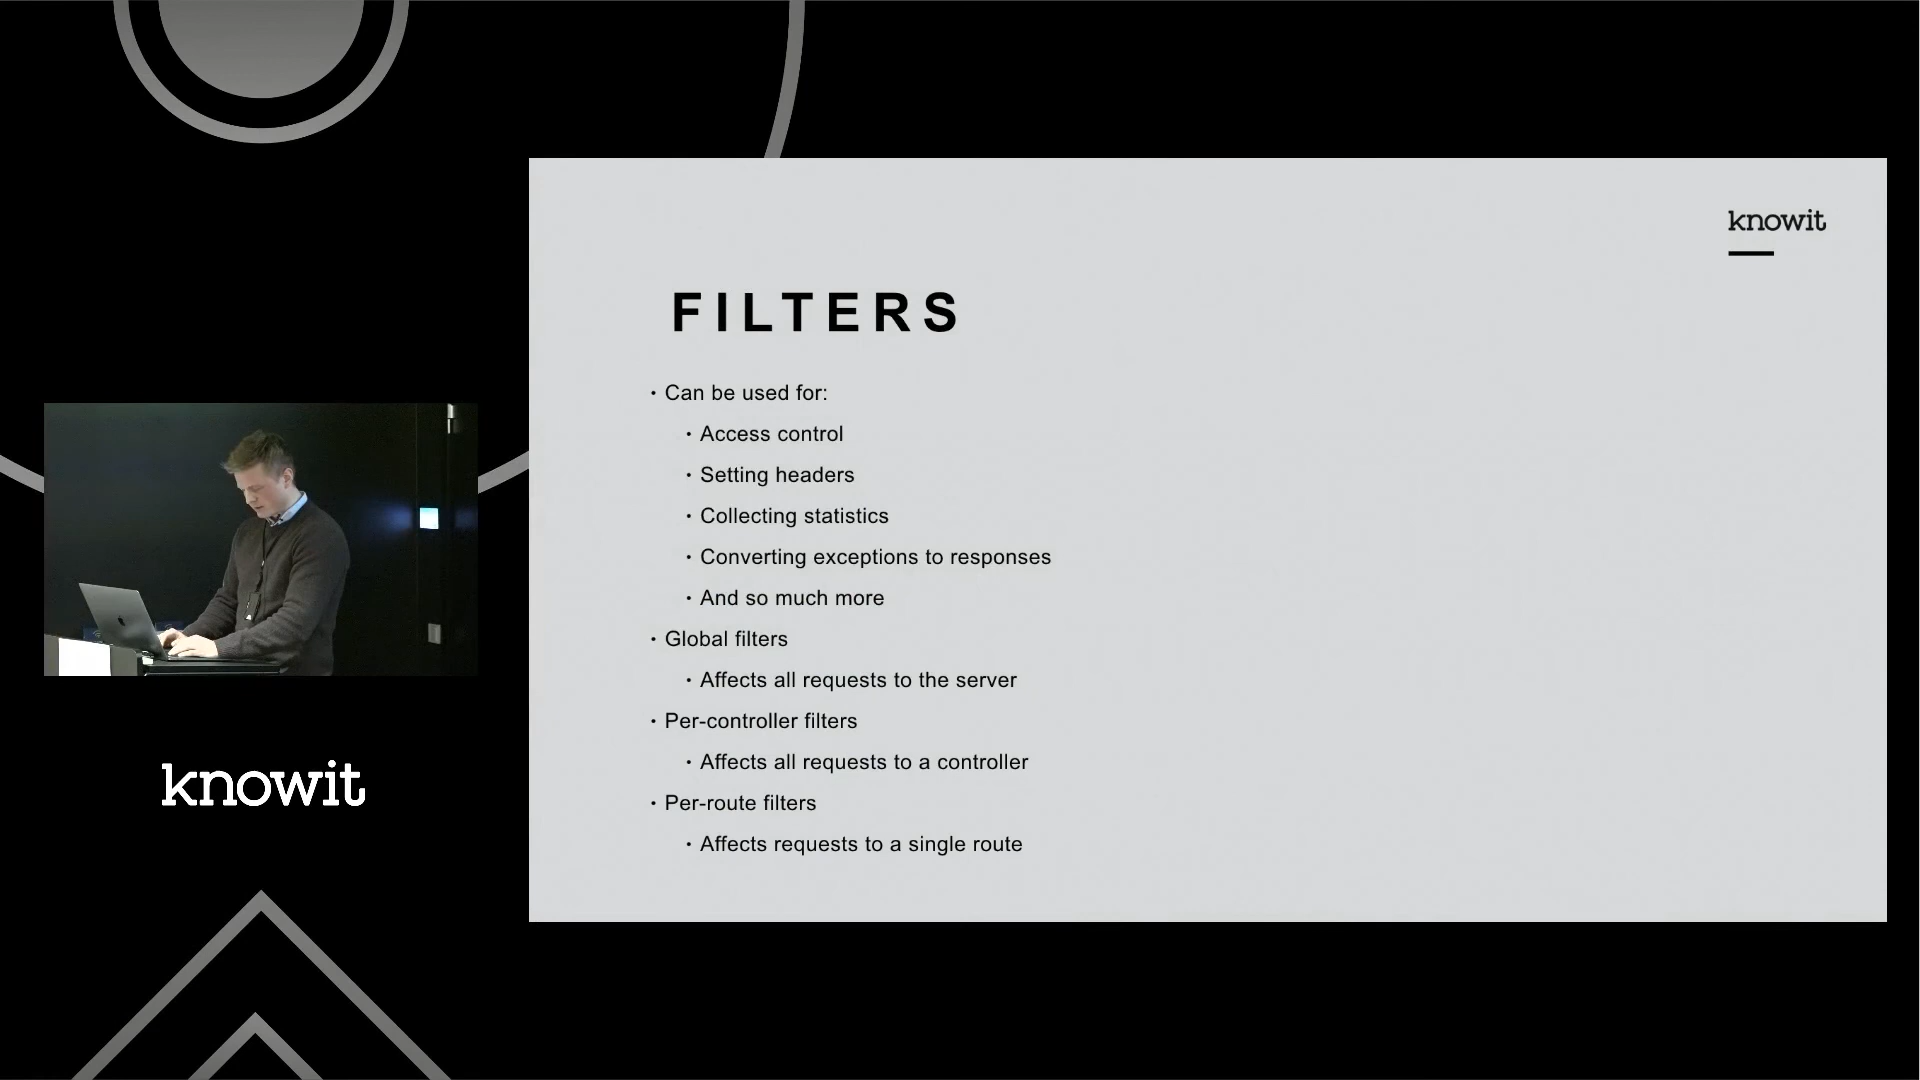 knowit
FILTERS
• Can be used for:
• Access control
• Setting headers
• Collecting statistics
• Converting exceptions to responses
• And so much more
• Global filters
• Affects all requests to the server
• Per-controller filters
• Affects all requests to a controller
• Per-route filters
• Affects requests to a single route
knowit